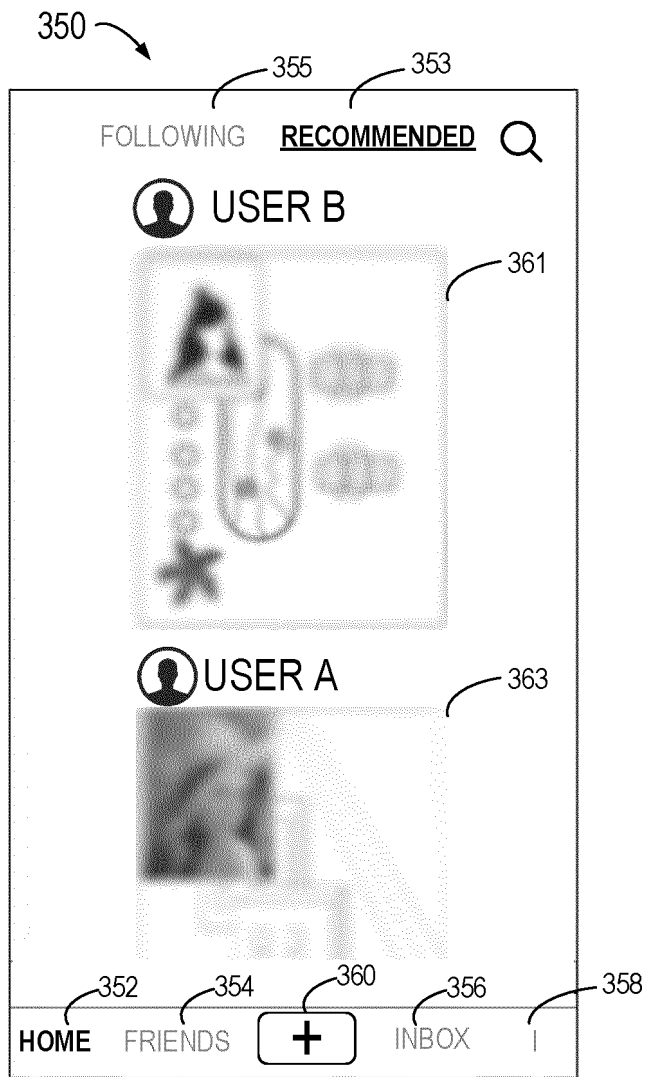 350
355 353
FOLLOWING RECOMMENDED
USER B
361
USER A
363
352 354 360 356 358
HOME FRIENDS + INBOX I